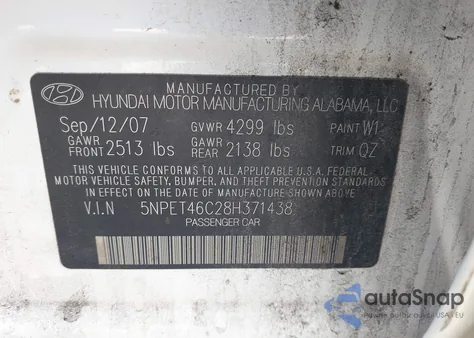 MANUFACTURED BY
HYUNDAI MOTOR MANUFACTURING ALABAMA, LLC
Sep/12/07 GVWR 4299 lbs PAINT W1
GAWR FRONT 2513 lbs GAWR REAR 2138 lbs TRIM QZ
THIS VEHICLE CONFORMS TO ALL APPLICABLE U.S. FEDERAL
MOTOR VEHICLE SAFETY, BUMPER, AND THEFT PREVENTION
STANDARDS IN EFFECT ON THE DATE OF MANUFACTURE SHOWN ABOVE
V.I.N 5NPET46C28H371438
PASSENGER CAR
autoSnap